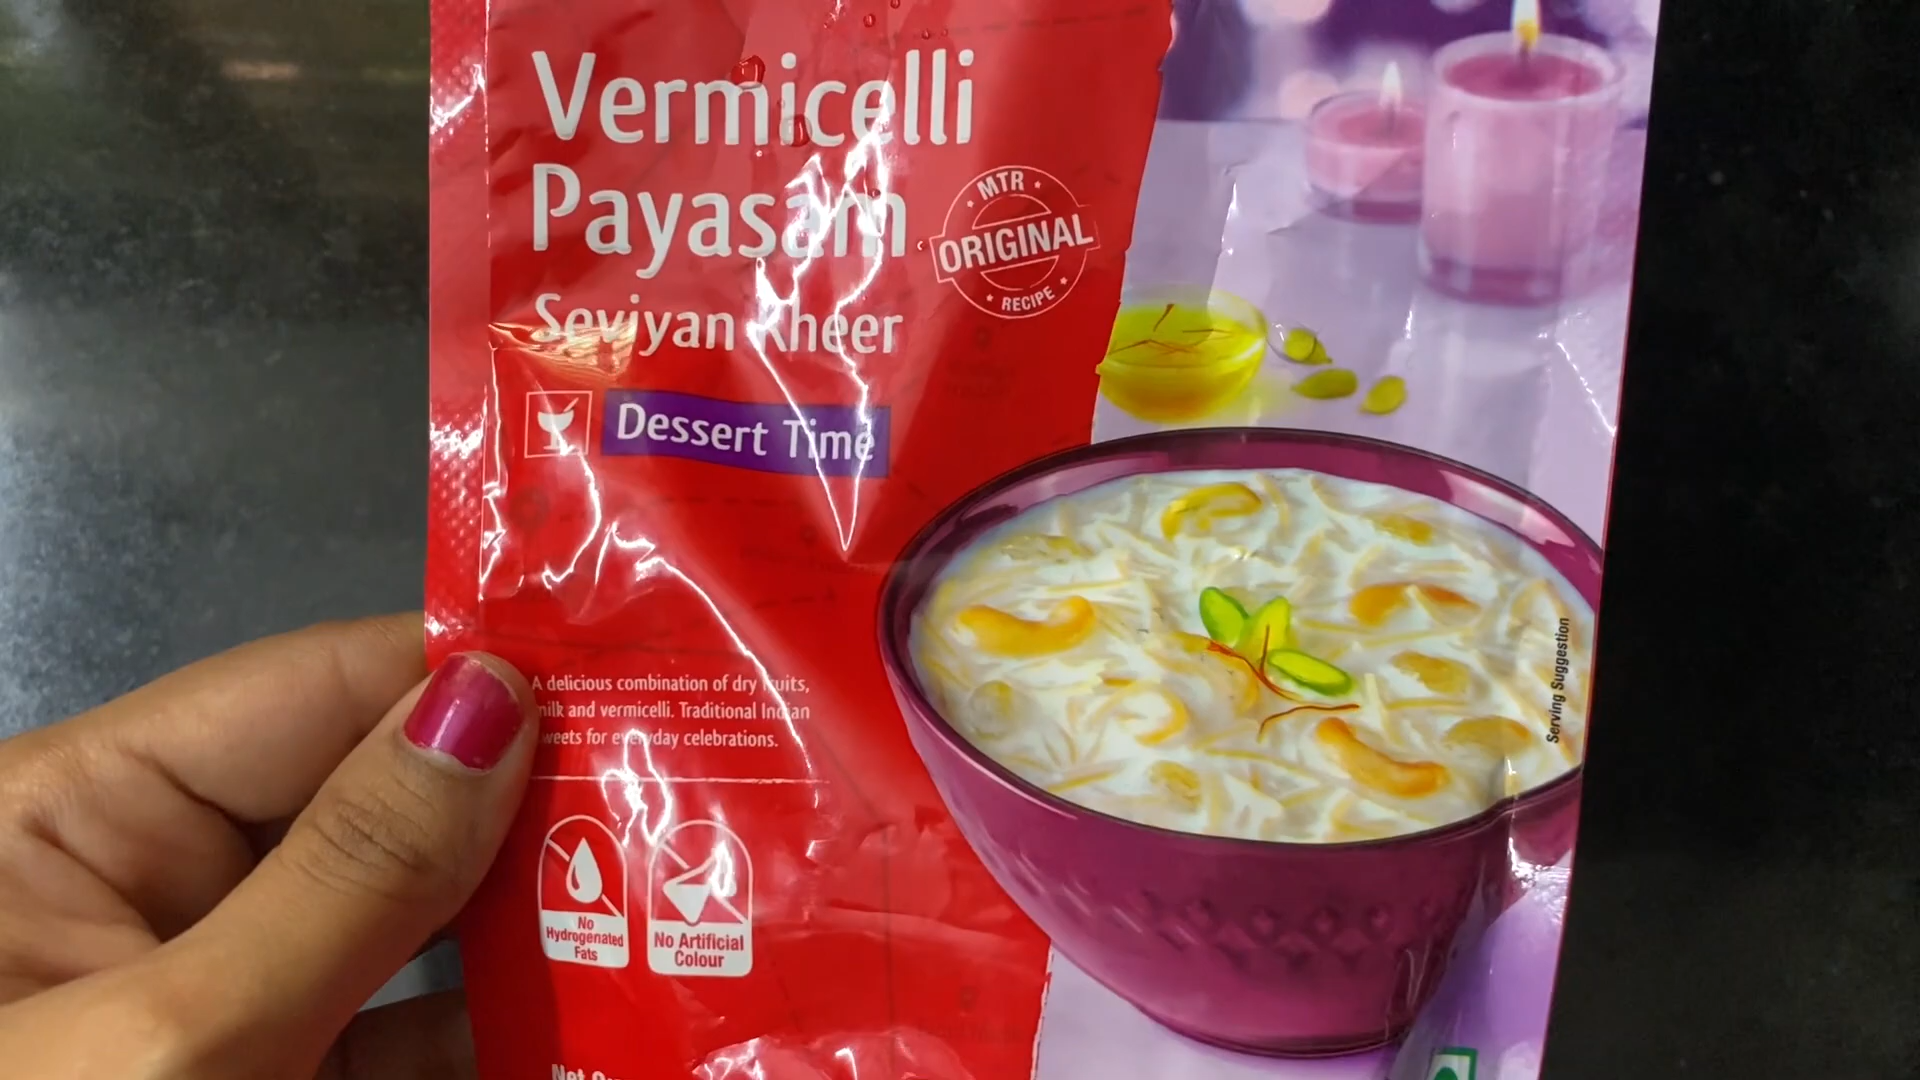 Vermicelli
Payasam
MTR
ORIGINAL
RECIPE
Seviyan Kheer
Dessert Time
A delicious combination of dry fruits,
milk and vermicelli. Traditional Indian
sweets for everyday celebrations.
No
Hydrogenated
Fats
No Artificial
Colour
Serving Suggestion
Net